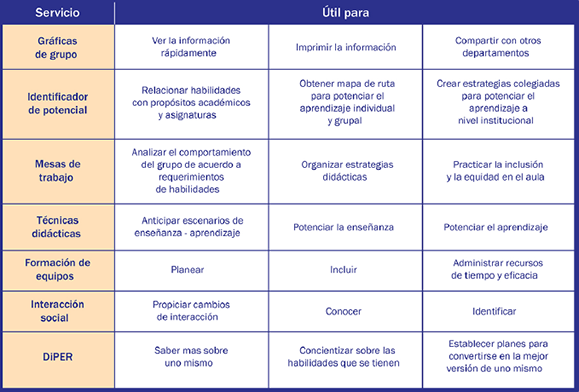 Servicio
Útil para
Gráficas
de grupo
Ver la información
rápidamente
Imprimir la información
Compartir con otros
departamentos
Identificador
de potencial
Relacionar habilidades
con propósitos académicos
y asignaturas
Obtener mapa de ruta
para potenciar el
aprendizaje individual
y grupal
Crear estrategias colegiadas
para potenciar el
aprendizaje a
nivel institucional
Mesas de
trabajo
Analizar el comportamiento
del grupo de acuerdo a
requerimientos
de habilidades
Organizar estrategias
didácticas
Practicar la inclusión
y la equidad en el aula
Técnicas
didácticas
Anticipar escenarios de
enseñanza - aprendizaje
Potenciar la enseñanza
Potenciar el aprendizaje
Formación de
equipos
Planear
Incluir
Administrar recursos
de tiempo y eficacia
Interacción
social
Propiciar cambios
de interacción
Conocer
Identificar
DiPER
Saber mas sobre
uno mismo
Concientizar sobre las
habilidades que se tienen
Establecer planes para
convertirse en la mejor
versión de uno mismo